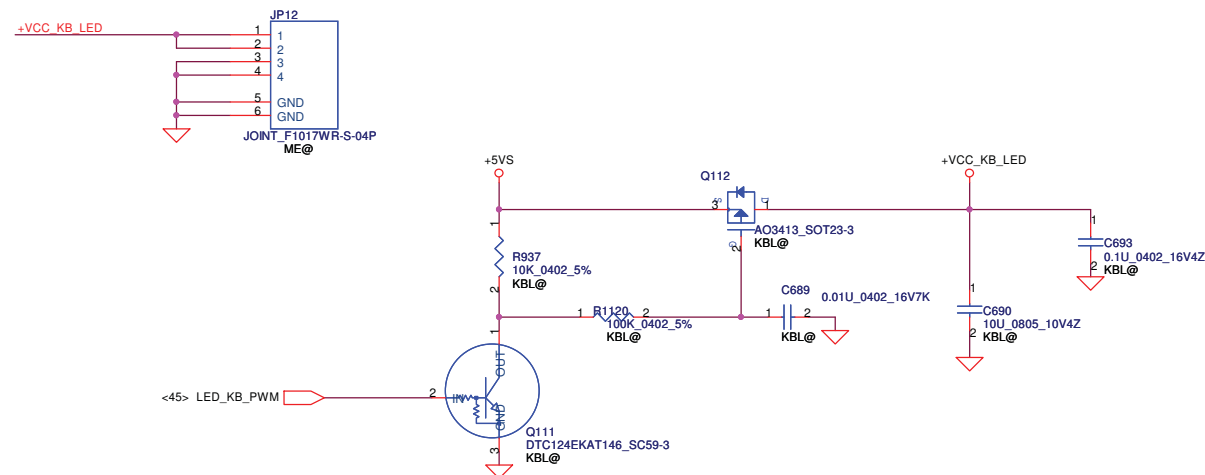 JP12
+VCC_KB_LED
1 1
2 2
3 3
4 4
5 GND
6 GND
JOINT_F1017WR-S-04P
ME@
+5VS
+VCC_KB_LED
Q112
3 S D 1
AO3413_SOT23-3
KBL@
G
2
1
R937
10K_0402_5%
KBL@
2
1
C693
0.1U_0402_16V4Z
2
KBL@
1
C690
10U_0805_10V4Z
2
KBL@
1 R1120 2
100K_0402_5%
KBL@
C689
0.01U_0402_16V7K
1 2
KBL@
1
OUT
<45> LED_KB_PWM
2
IN
GND
3
Q111
DTC124EKAT146_SC59-3
KBL@